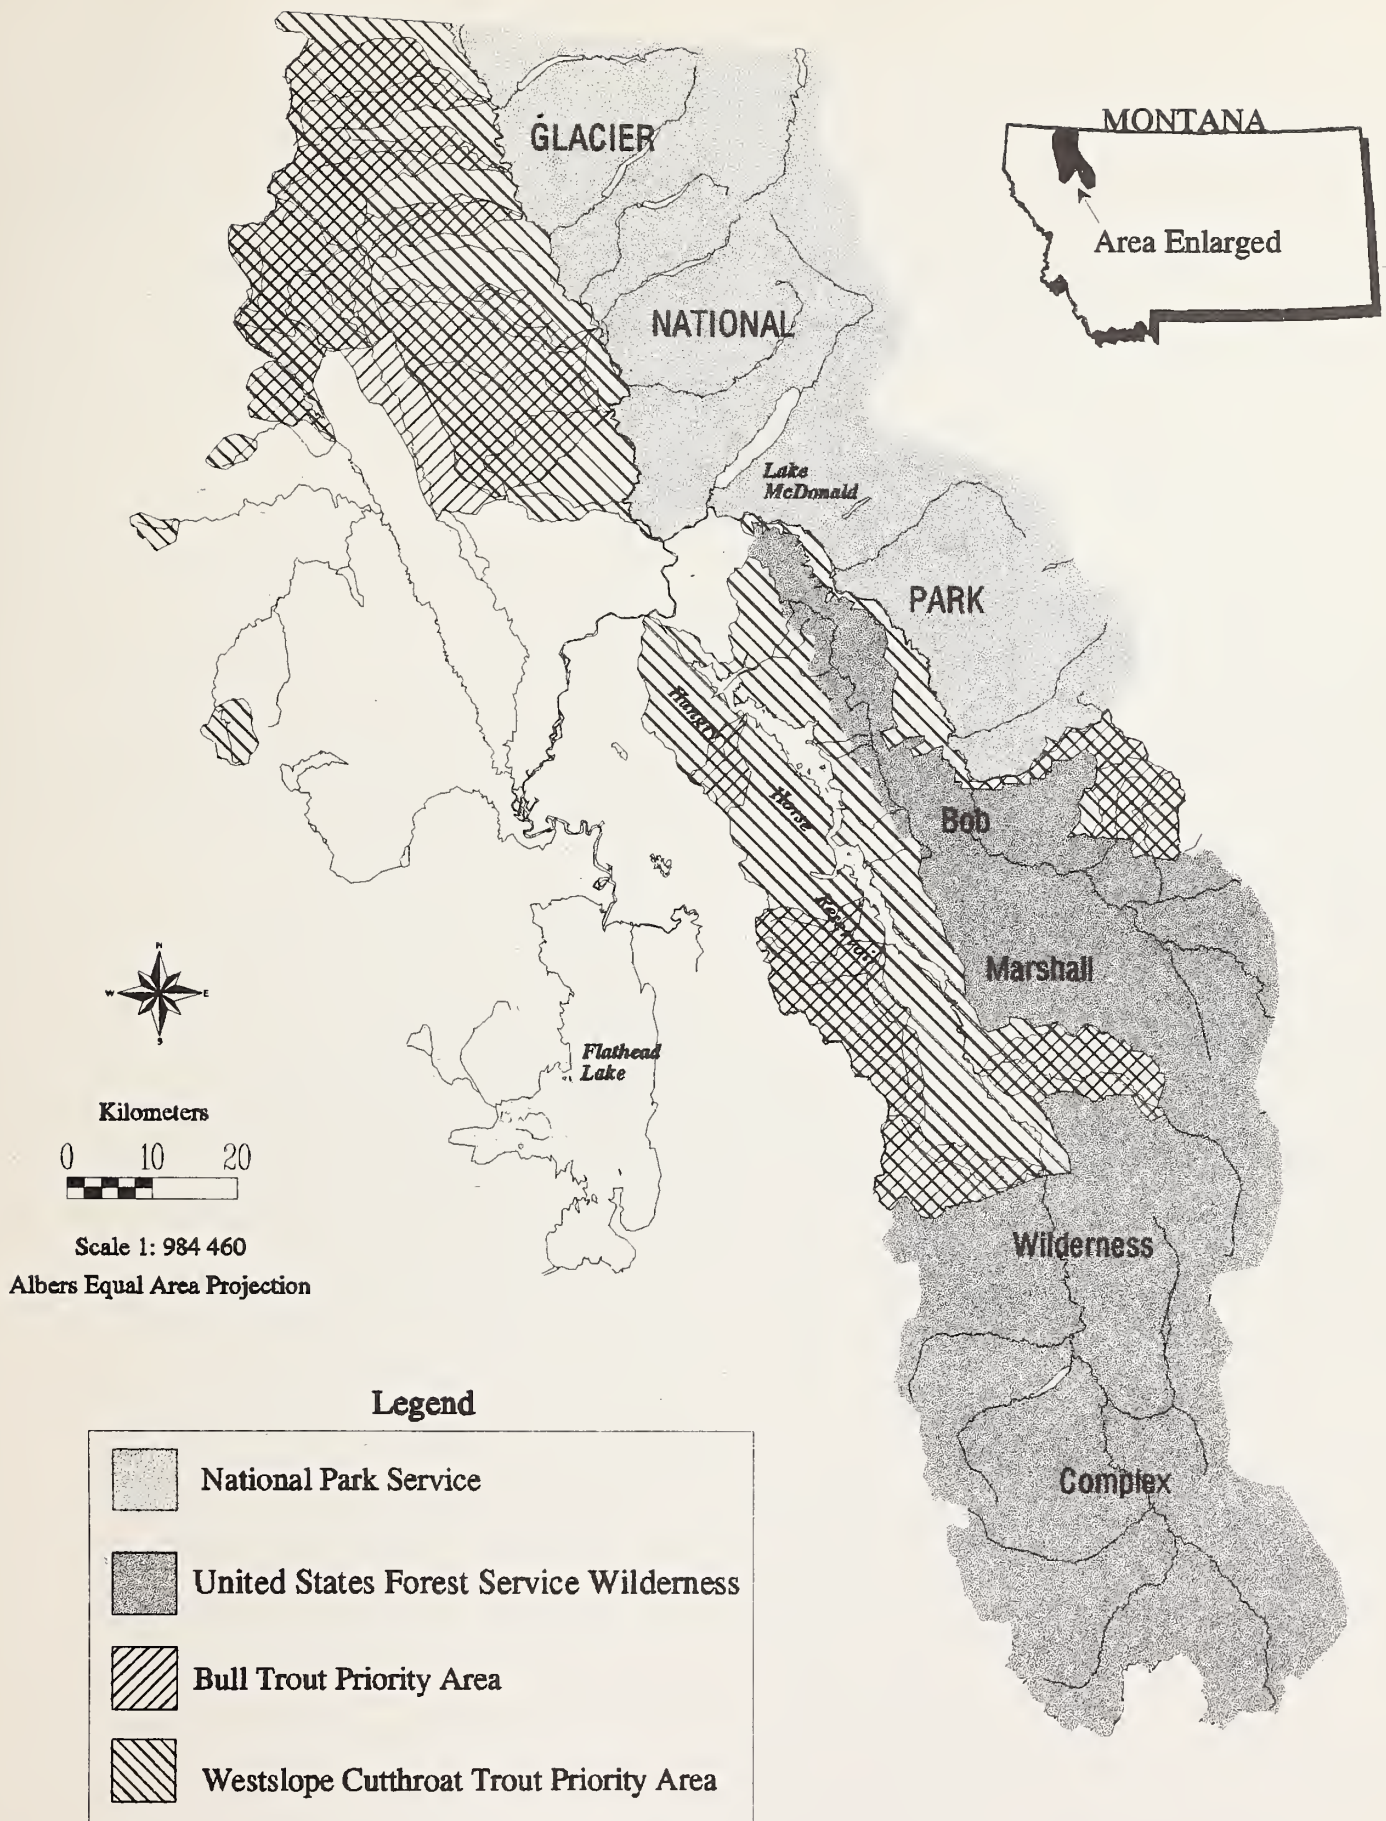 GLACIER
MONTANA
Area Enlarged
NATIONAL
Lake
McDonald
PARK
Hungry
Horse
Reservoir
Bob
Marshall
N
W
E
S
Flathead
Lake
Kilometers
0 10 20
Scale 1: 984 460
Albers Equal Area Projection
Wilderness
Complex
Legend
National Park Service
United States Forest Service Wilderness
Bull Trout Priority Area
Westslope Cutthroat Trout Priority Area